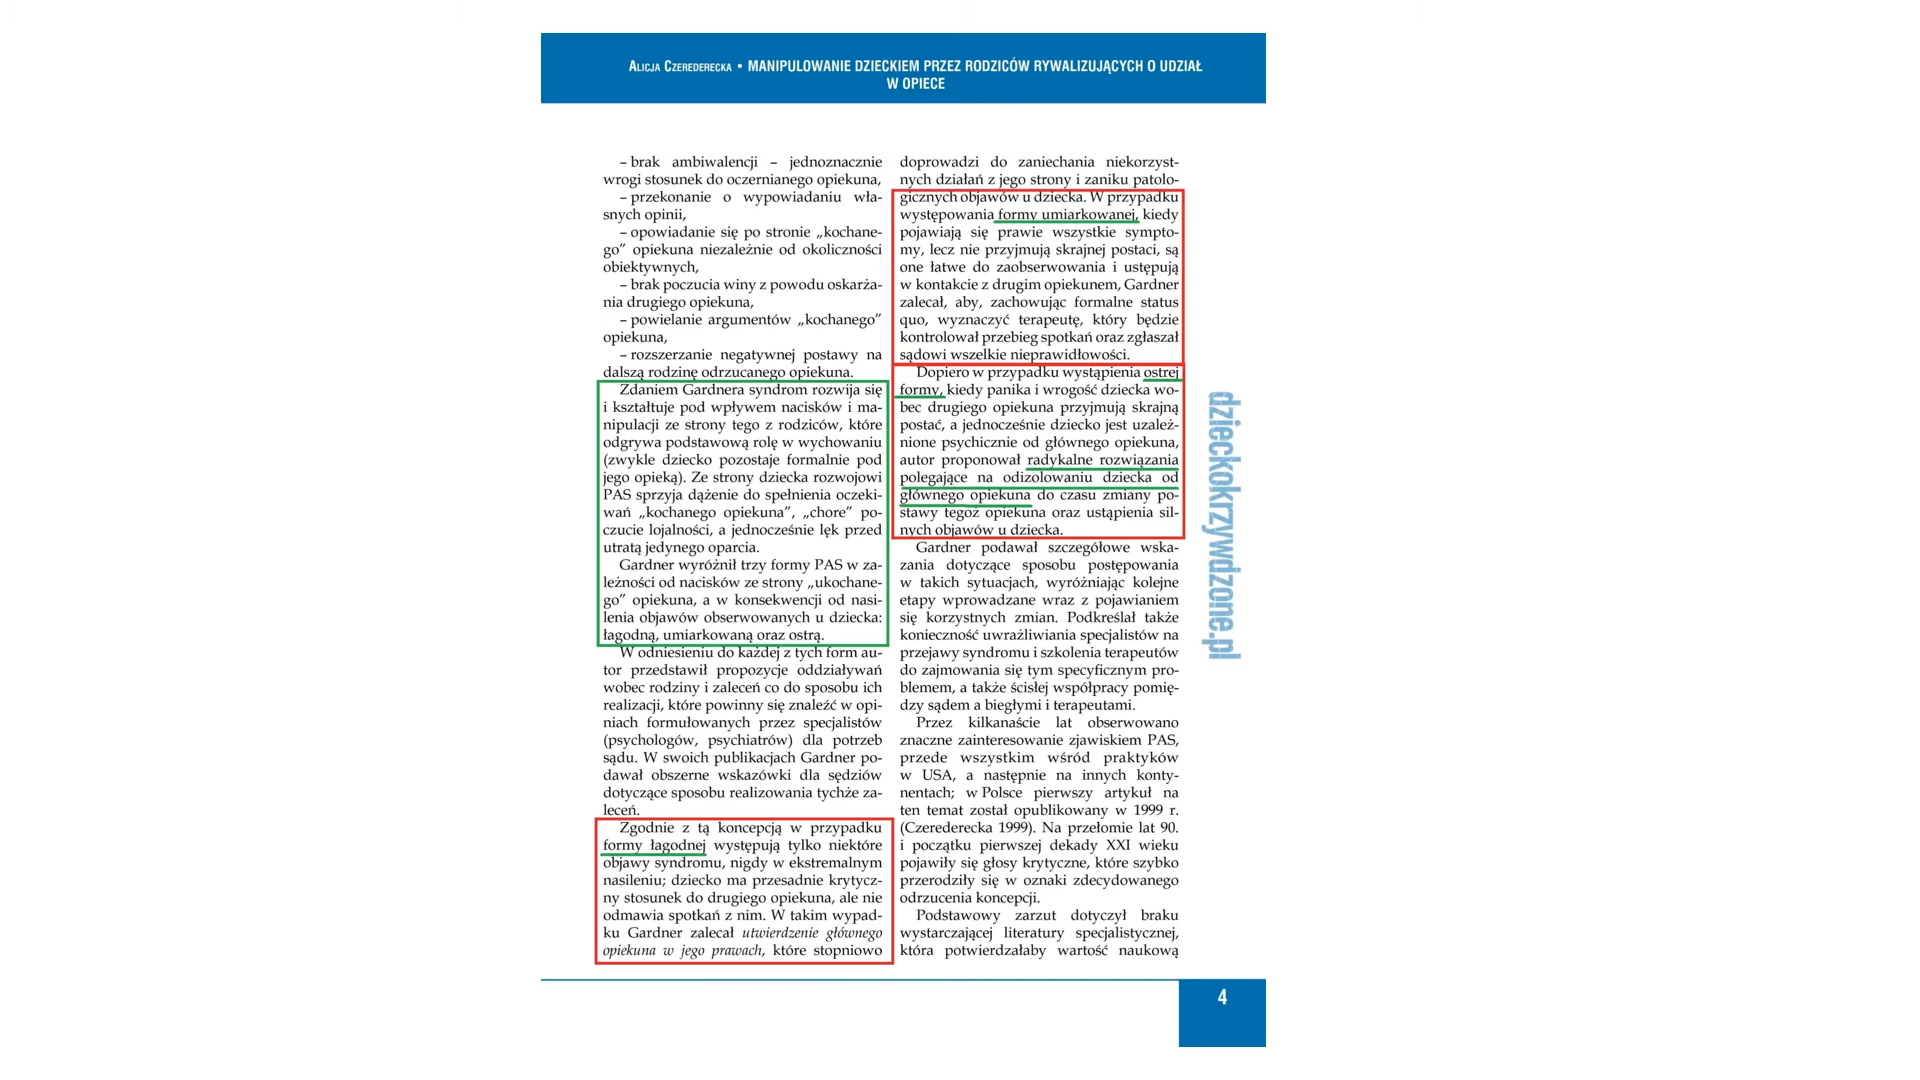 ALICJA CZEREDERECKA • MANIPULOWANIE DZIECKIEM PRZEZ RODZICÓW RYWALIZUJĄCYCH O UDZIAŁ
W OPIECE
– brak ambiwalencji – jednoznacznie
wrogi stosunek do oczernianego opiekuna,
– przekonanie o wypowiadaniu wła-
snych opinii,
– opowiadanie się po stronie „kochane-
go” opiekuna niezależnie od okoliczności
obiektywnych,
– brak poczucia winy z powodu oskarża-
nia drugiego opiekuna,
– powielanie argumentów „kochanego”
opiekuna,
– rozszerzanie negatywnej postawy na
dalszą rodzinę odrzucanego opiekuna.
Zdaniem Gardnera syndrom rozwija się
i kształtuje pod wpływem nacisków i ma-
nipulacji ze strony tego z rodziców, które
odgrywa podstawową rolę w wychowaniu
(zwykle dziecko pozostaje formalnie pod
jego opieką). Ze strony dziecka rozwojowi
PAS sprzyja dążenie do spełnienia oczeki-
wań „kochanego opiekuna”, „chore” po-
czucie lojalności, a jednocześnie lęk przed
utratą jedynego oparcia.
Gardner wyróżnił trzy formy PAS w za-
leżności od nacisków ze strony „ukochane-
go” opiekuna, a w konsekwencji od nasi-
lenia objawów obserwowanych u dziecka:
łagodną, umiarkowaną oraz ostrą.
W odniesieniu do każdej z tych form au-
tor przedstawił propozycje oddziaływań
wobec rodziny i zaleceń co do sposobu ich
realizacji, które powinny się znaleźć w opi-
niach formułowanych przez specjalistów
(psychologów, psychiatrów) dla potrzeb
sądu. W swoich publikacjach Gardner po-
dawał obszerne wskazówki dla sędziów
dotyczące sposobu realizowania tychże za-
leceń.
Zgodnie z tą koncepcją w przypadku
formy łagodnej występują tylko niektóre
objawy syndromu, nigdy w ekstremalnym
nasileniu; dziecko ma przesadnie krytycz-
ny stosunek do drugiego opiekuna, ale nie
odmawia spotkań z nim. W takim wypad-
ku Gardner zalecał utwierdzenie głównego
opiekuna w jego prawach, które stopniowo
doprowadzi do zaniechania niekorzyst-
nych działań z jego strony i zaniku patolo-
gicznych objawów u dziecka. W przypadku
występowania formy umiarkowanej, kiedy
pojawiają się prawie wszystkie sympto-
my, lecz nie przyjmują skrajnej postaci, są
one łatwe do zaobserwowania i ustępują
w kontakcie z drugim opiekunem, Gardner
zalecał, aby, zachowując formalne status
quo, wyznaczyć terapeutę, który będzie
kontrolował przebieg spotkań oraz zgłaszał
sądowi wszelkie nieprawidłowości.
Dopiero w przypadku wystąpienia ostrej
formy, kiedy panika i wrogość dziecka wo-
bec drugiego opiekuna przyjmują skrajną
postać, a jednocześnie dziecko jest uzależ-
nione psychicznie od głównego opiekuna,
autor proponował radykalne rozwiązania
polegające na odizolowaniu dziecka od
głównego opiekuna do czasu zmiany po-
stawy tegoż opiekuna oraz ustąpienia sil-
nych objawów u dziecka.
Gardner podawał szczegółowe wska-
zania dotyczące sposobu postępowania
w takich sytuacjach, wyróżniając kolejne
etapy wprowadzane wraz z pojawianiem
się korzystnych zmian. Podkreślał także
konieczność uwrażliwiania specjalistów na
przejawy syndromu i szkolenia terapeutów
do zajmowania się tym specyficznym pro-
blemem, a także ścisłej współpracy pomię-
dzy sądem a biegłymi i terapeutami.
Przez kilkanaście lat obserwowano
znaczne zainteresowanie zjawiskiem PAS,
przede wszystkim wśród praktyków
w USA, a następnie na innych konty-
nentach; w Polsce pierwszy artykuł na
ten temat został opublikowany w 1999 r.
(Czerederecka 1999). Na przełomie lat 90.
i początku pierwszej dekady XXI wieku
pojawiły się głosy krytyczne, które szybko
przerodziły się w oznaki zdecydowanego
odrzucenia koncepcji.
Podstawowy zarzut dotyczył braku
wystarczającej literatury specjalistycznej,
która potwierdzałaby wartość naukową
dzieckokrzywdzone.pl
4